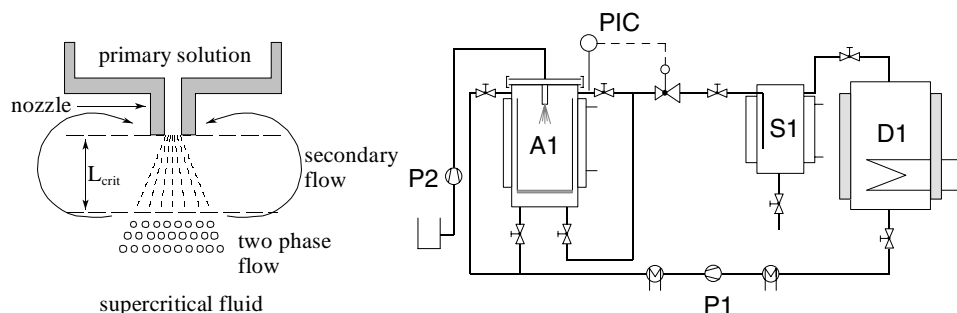 primary solution
nozzle
L_crit
secondary
flow
two phase
flow
supercritical fluid
PIC
A1
P2
S1
D1
P1